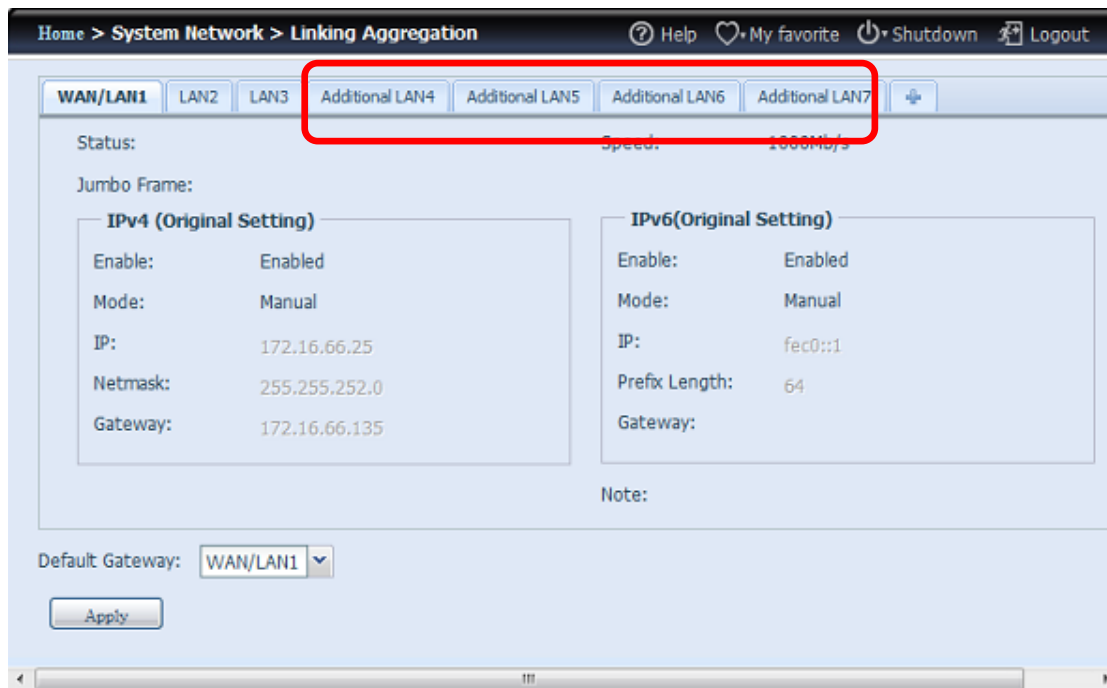 Home > System Network > Linking Aggregation Help My favorite Shutdown Logout
WAN/LAN1 LAN2 LAN3 Additional LAN4 Additional LAN5 Additional LAN6 Additional LAN7
Status: Speed: 1000Mb/s
Jumbo Frame:
IPv4 (Original Setting)
Enable: Enabled
Mode: Manual
IP: 172.16.66.25
Netmask: 255.255.252.0
Gateway: 172.16.66.135
IPv6(Original Setting)
Enable: Enabled
Mode: Manual
IP: fec0::1
Prefix Length: 64
Gateway:
Note:
Default Gateway: WAN/LAN1
Apply